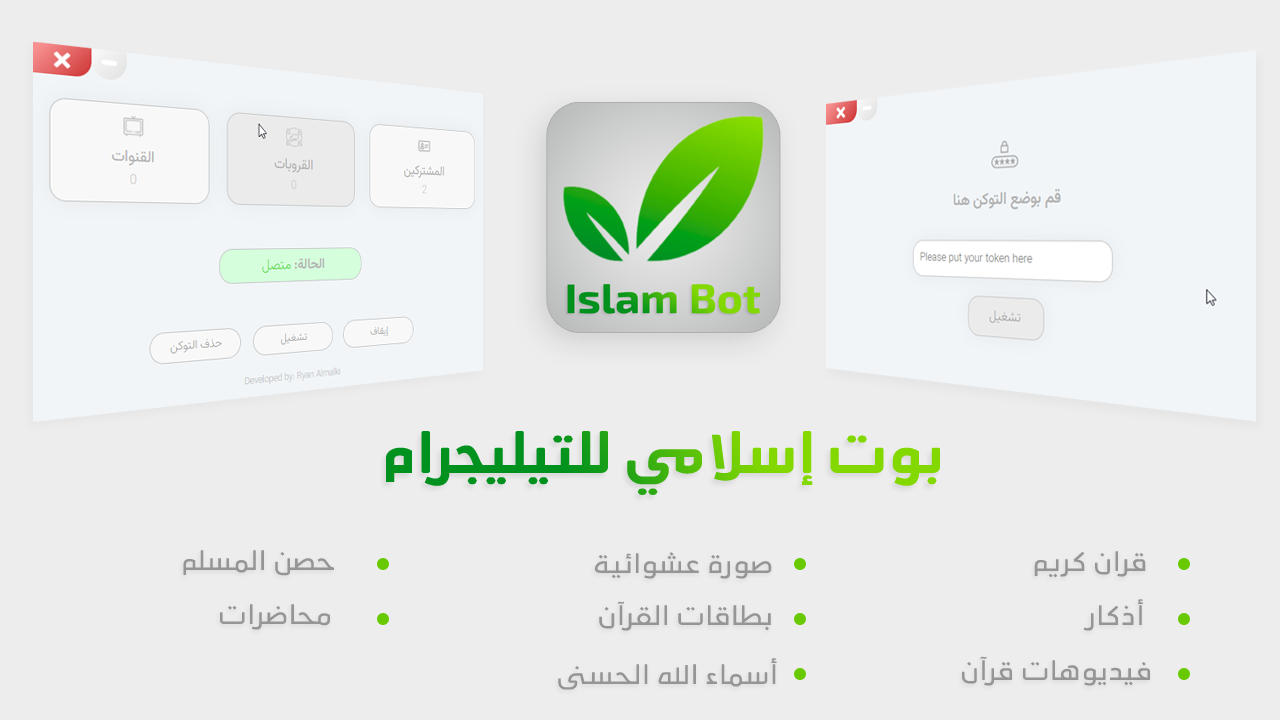 القنوات
0
القروبات
0
المشتركين
2
الحالة: متصل
حذف التوكن
تشغيل
إيقاف
Developed by: Ryan Almalki
Islam Bot
****
قم بوضع التوكن هنا
Please put your token here
تشغيل
بوت إسلامي للتيليجرام
قران كريم
أذكار
فيديوهات قرآن
صورة عشوائية
بطاقات القرآن
أسماء الله الحسنى
حصن المسلم
محاضرات